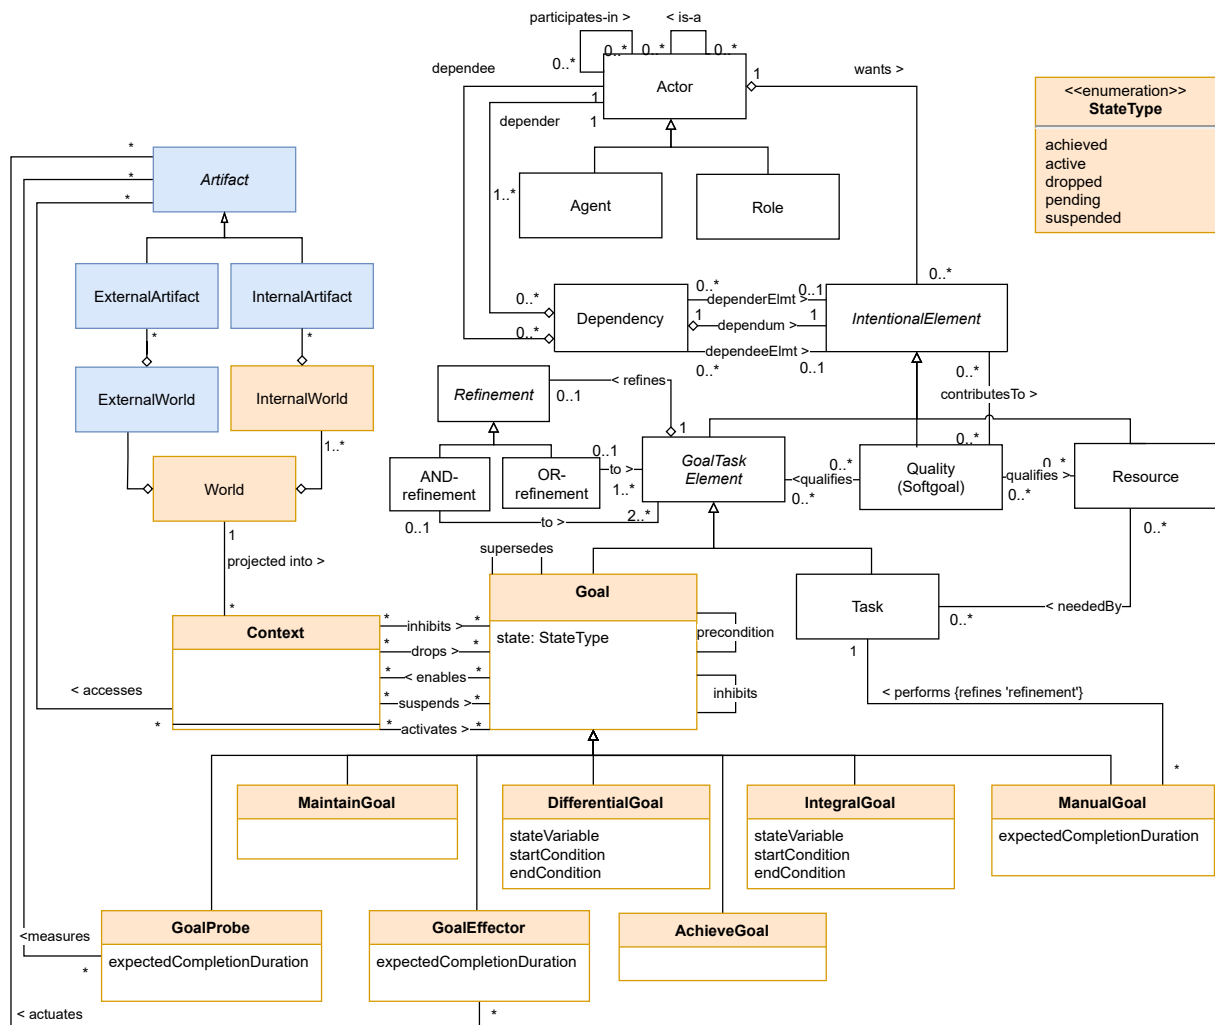 participates-in >
< is-a
0..*
0..*
0..*
0..*
dependee
1
wants >
Actor
1
depender
1
<<enumeration>>
StateType
achieved
active
dropped
pending
suspended
*
*
*
Artifact
1..*
Agent
Role
ExternalArtifact
InternalArtifact
0..*
0..*
0..*
0..1
dependerElmt >
Dependency
1
dependum >
1
IntentionalElement
0..*
dependeeElmt >
0..*
0..1
*
*
ExternalWorld
InternalWorld
Refinement
< refines
0..1
1
0..*
contributesTo >
0..*
1..*
World
AND-
refinement
OR-
refinement
0..1
to >
1..*
GoalTask
Element
0..*
<qualifies
0..*
Quality
(Softgoal)
0..*
qualifies >
0..*
Resource
0..1
to >
2..*
0..*
1
projected into >
*
supersedes
Goal
state: StateType
precondition
inhibits
Task
0..*
< neededBy
1
Context
*
inhibits >
*
*
drops >
*
*
< enables
*
*
suspends >
*
*
activates >
*
< accesses
*
< performs {refines 'refinement'}
*
MaintainGoal
DifferentialGoal
stateVariable
startCondition
endCondition
IntegralGoal
stateVariable
startCondition
endCondition
ManualGoal
expectedCompletionDuration
<measures
*
GoalProbe
expectedCompletionDuration
GoalEffector
expectedCompletionDuration
AchieveGoal
< actuates
*